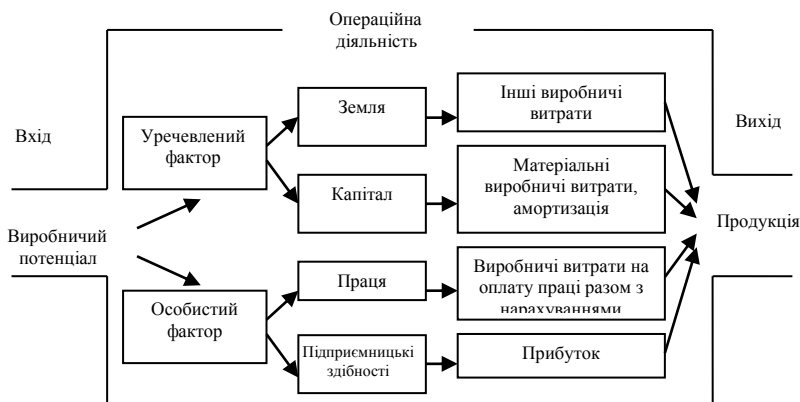 Операційна
діяльність
Вхід
Вихід
Виробничий
потенціал
Уречевлений
фактор
Особистий
фактор
Земля
Капітал
Праця
Підприємницькі
здібності
Інші виробничі
витрати
Матеріальні
виробничі витрати,
амортизація
Виробничі витрати на
оплату праці разом з
нарахуваннями
Прибуток
Продукція